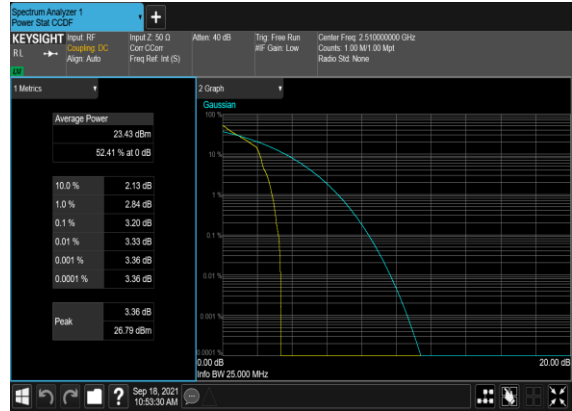 Spectrum Analyzer 1
Power Stat CCDF
KEYSIGHT
RL
LV
Input: RF
Coupling: DC
Align: Auto
Input Z: 50 Ω
Corr CCorr
Freq Ref: Int (S)
Atten: 40 dB
Trig: Free Run
#IF Gain: Low
Center Freq: 2.510000000 GHz
Counts: 1.00 M/1.00 Mpt
Radio Std: None
1 Metrics
Average Power
23.43 dBm
52.41 % at 0 dB
10.0 % 2.13 dB
1.0 % 2.84 dB
0.1 % 3.20 dB
0.01 % 3.33 dB
0.001 % 3.36 dB
0.0001 % 3.36 dB
Peak
3.36 dB
26.79 dBm
2 Graph
Gaussian
100 %
10 %
1 %
0.1 %
0.01 %
0.001 %
0.0001 %
0.00 dB
20.00 dB
Info BW 25.000 MHz
Sep 18, 2021
10:53:30 AM